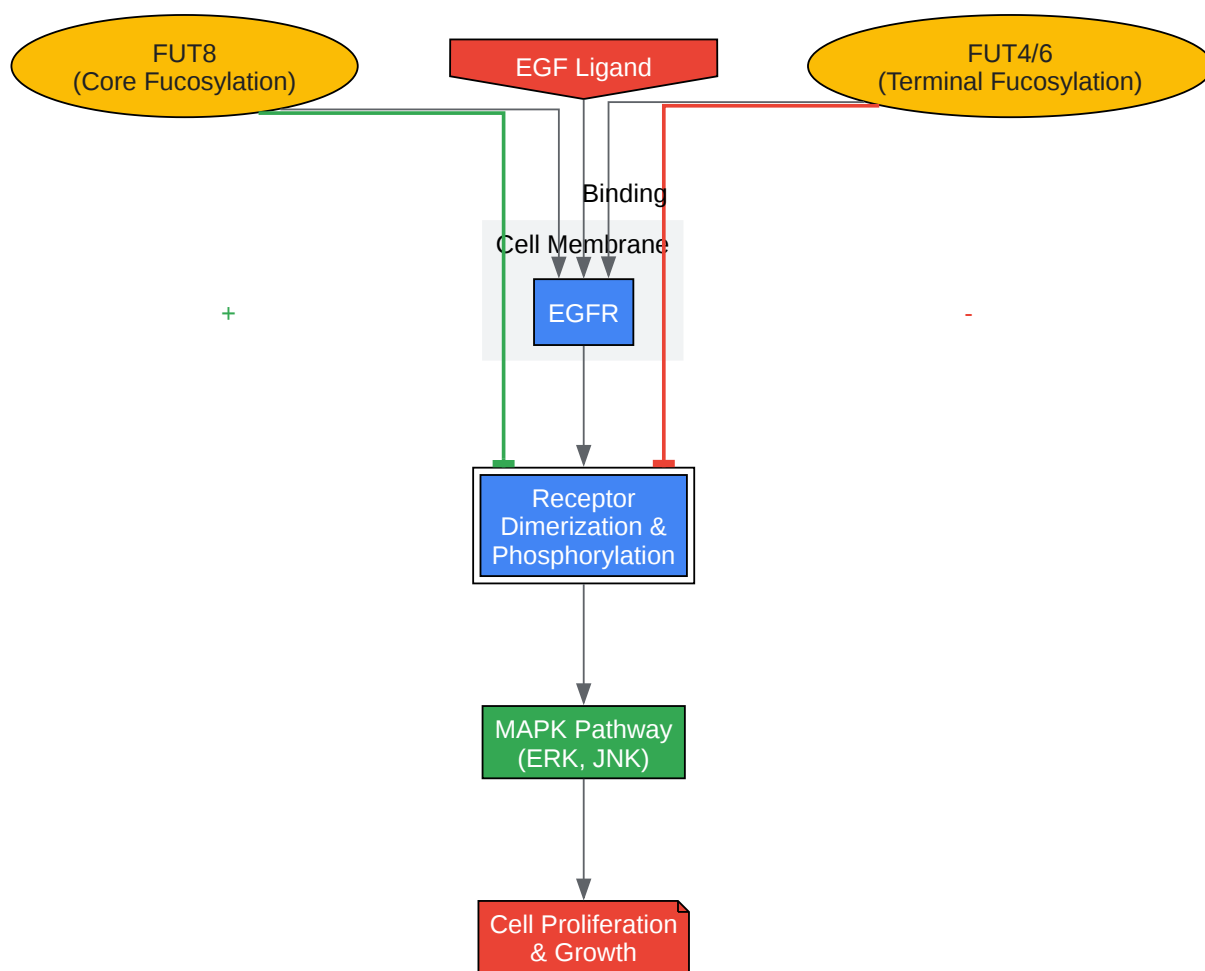 FUT8
(Core Fucosylation)
EGF Ligand
FUT4/6
(Terminal Fucosylation)
Binding
Cell Membrane
+
EGFR
-
Receptor
Dimerization &
Phosphorylation
MAPK Pathway
(ERK, JNK)
Cell Proliferation
& Growth